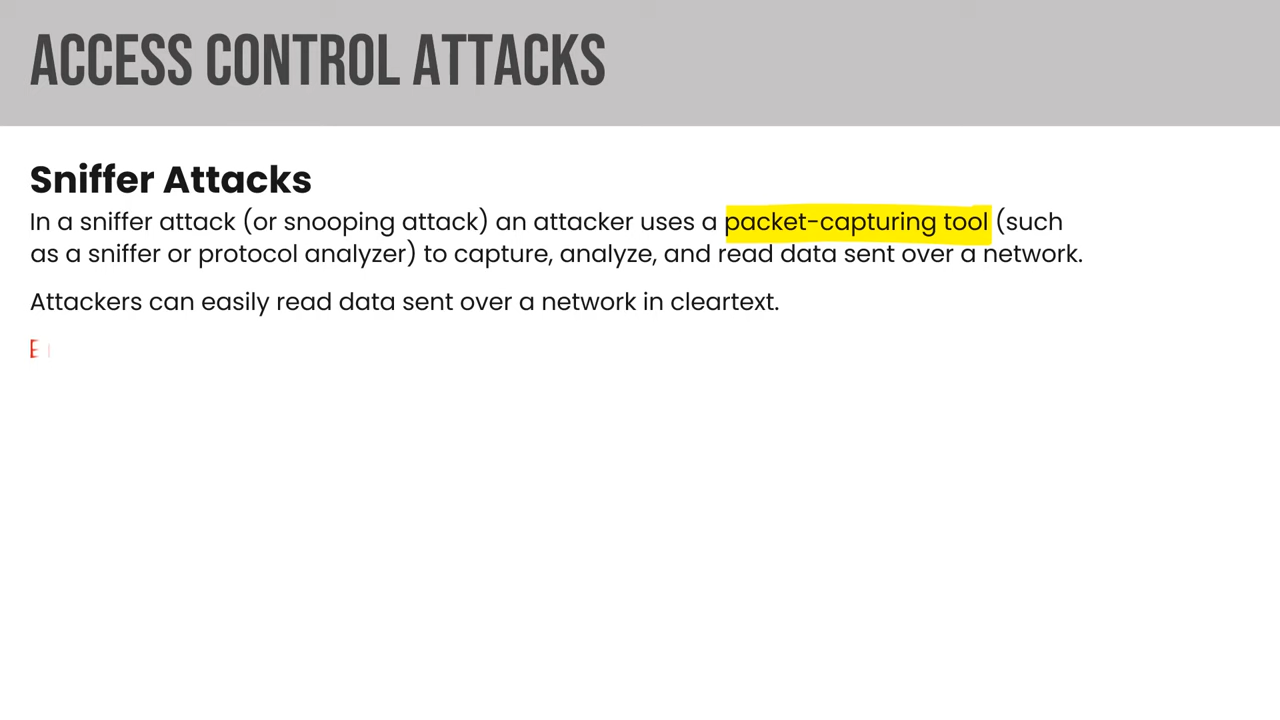 ACCESS CONTROL ATTACKS
Sniffer Attacks
In a sniffer attack (or snooping attack) an attacker uses a packet-capturing tool (such
as a sniffer or protocol analyzer) to capture, analyze, and read data sent over a network.
Attackers can easily read data sent over a network in cleartext.